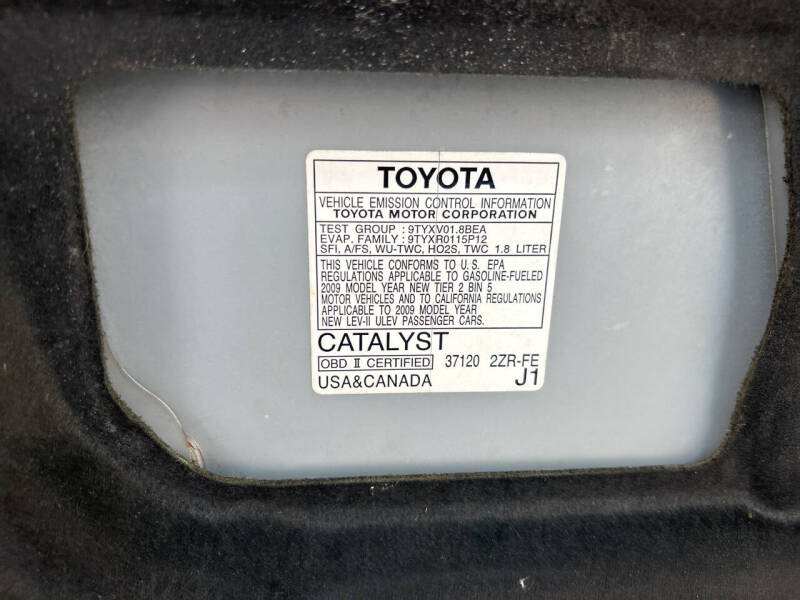 TOYOTA
VEHICLE EMISSION CONTROL INFORMATION
TOYOTA MOTOR CORPORATION
TEST GROUP : 9TYXV01.8BEA
EVAP. FAMILY : 9TYXR0115P12
SFI, A/FS, WU-TWC, HO2S, TWC 1.8 LITER
THIS VEHICLE CONFORMS TO U.S. EPA
REGULATIONS APPLICABLE TO GASOLINE-FUELED
2009 MODEL YEAR NEW TIER 2 BIN 5
MOTOR VEHICLES AND TO CALIFORNIA REGULATIONS
APPLICABLE TO 2009 MODEL YEAR
NEW LEV-II ULEV PASSENGER CARS.
CATALYST
OBD II CERTIFIED 37120 2ZR-FE
USA&CANADA J1